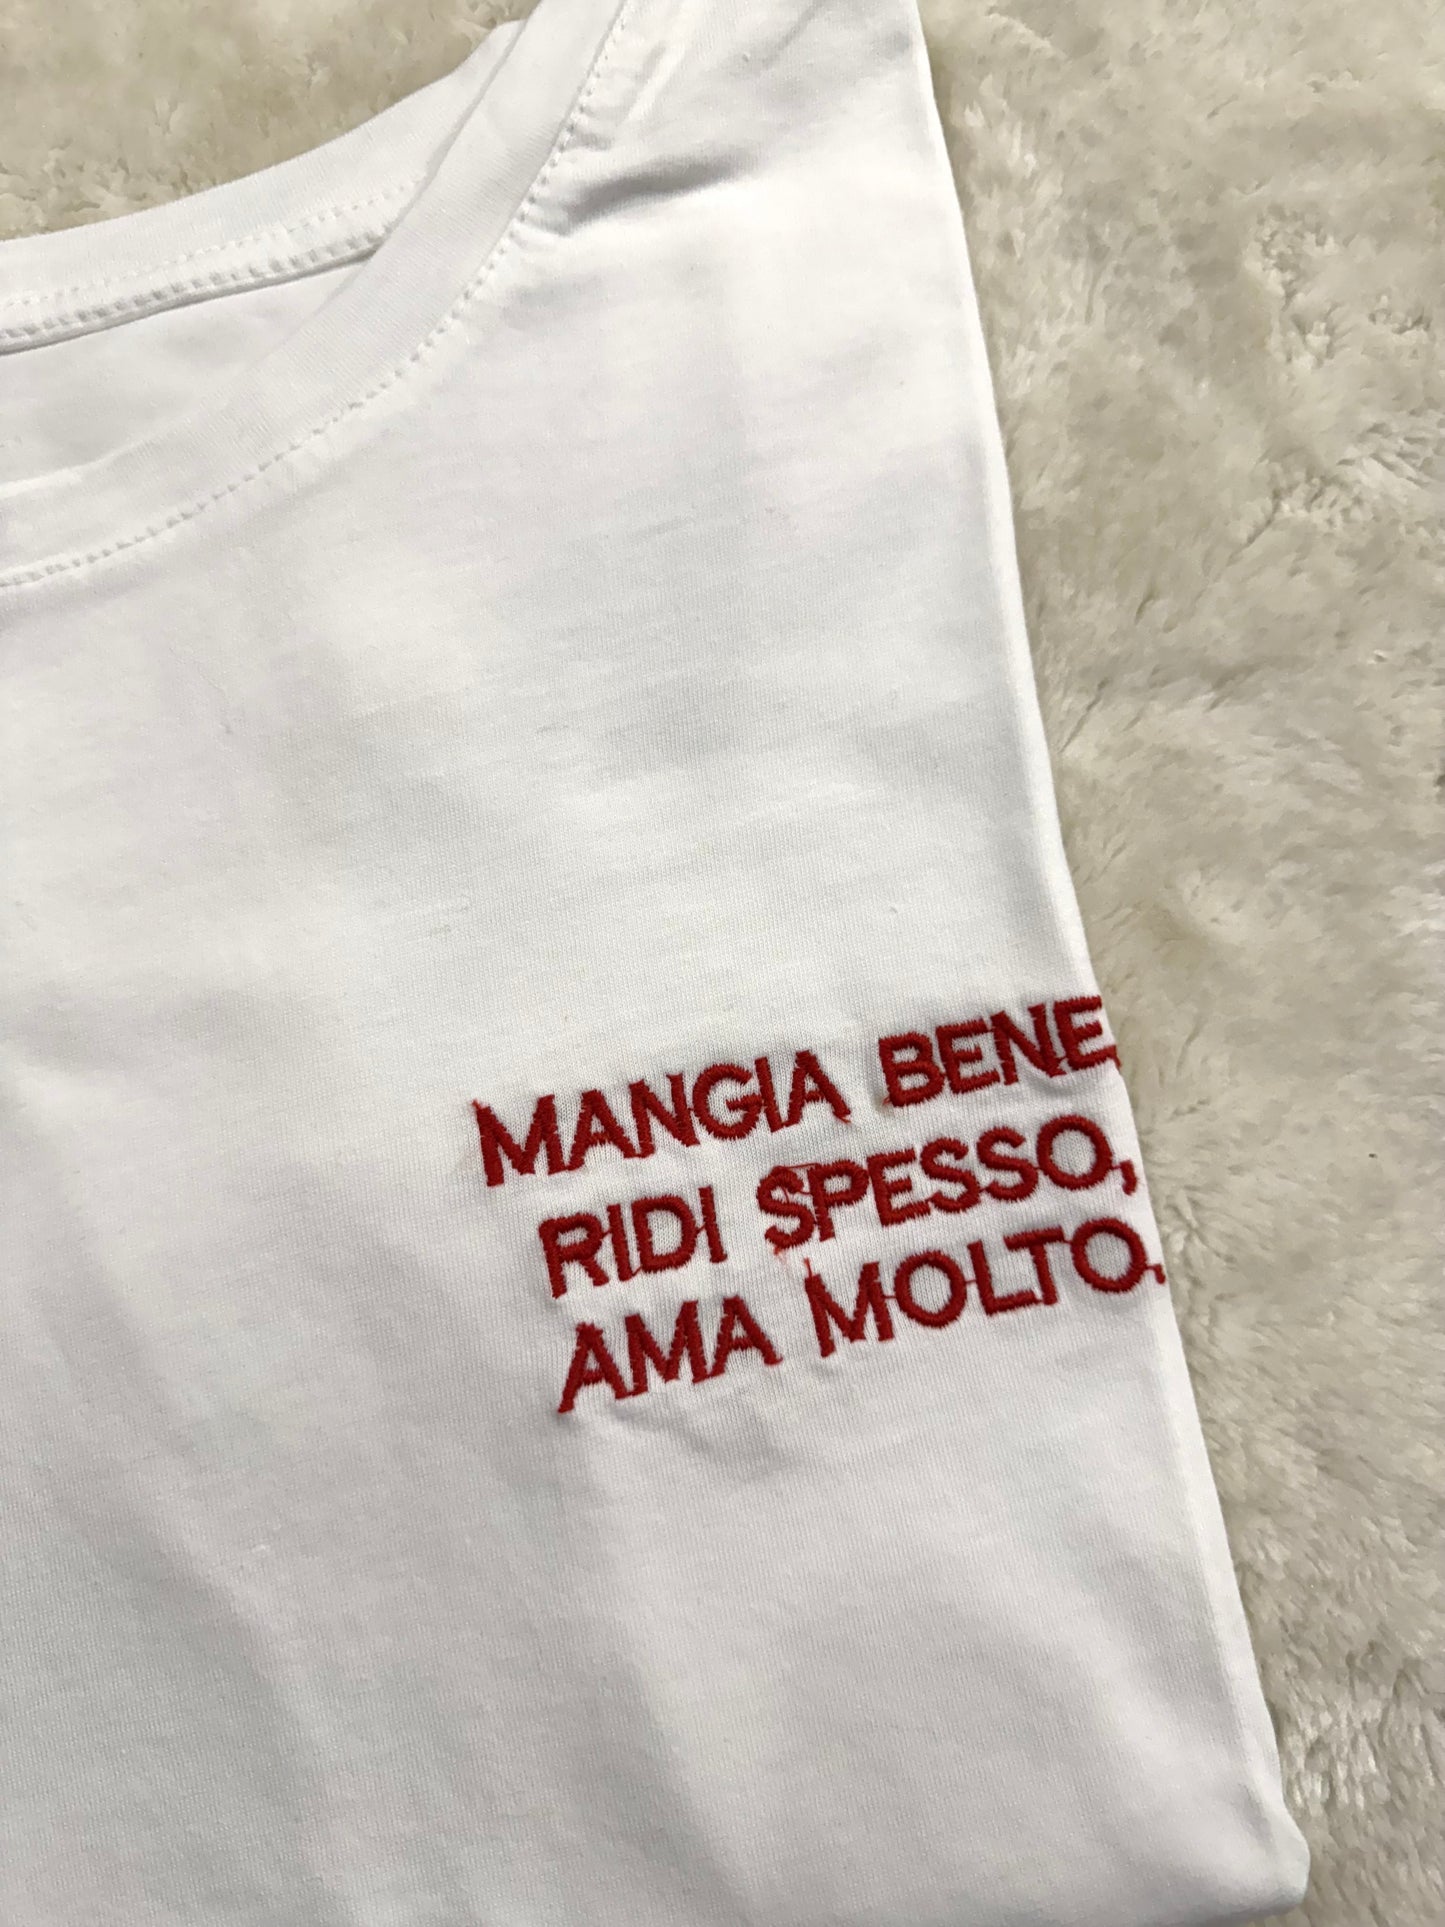 MANGIA BENE,
RIDI SPESSO,
AMA MOLTO.